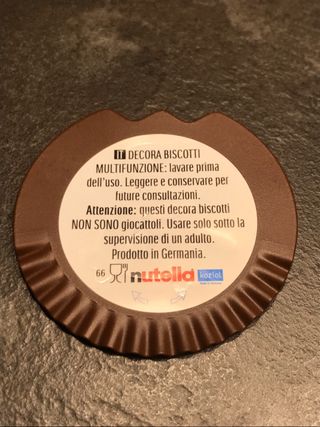 IT DECORA BISCOTTI
MULTIFUNZIONE: lavare prima
dell'uso. Leggere e conservare per
future consultazioni.
Attenzione: questi decora biscotti
NON SONO giocattoli. Usare solo sotto la
supervisione di un adulto.
Prodotto in Germania.
66 nutella koziol